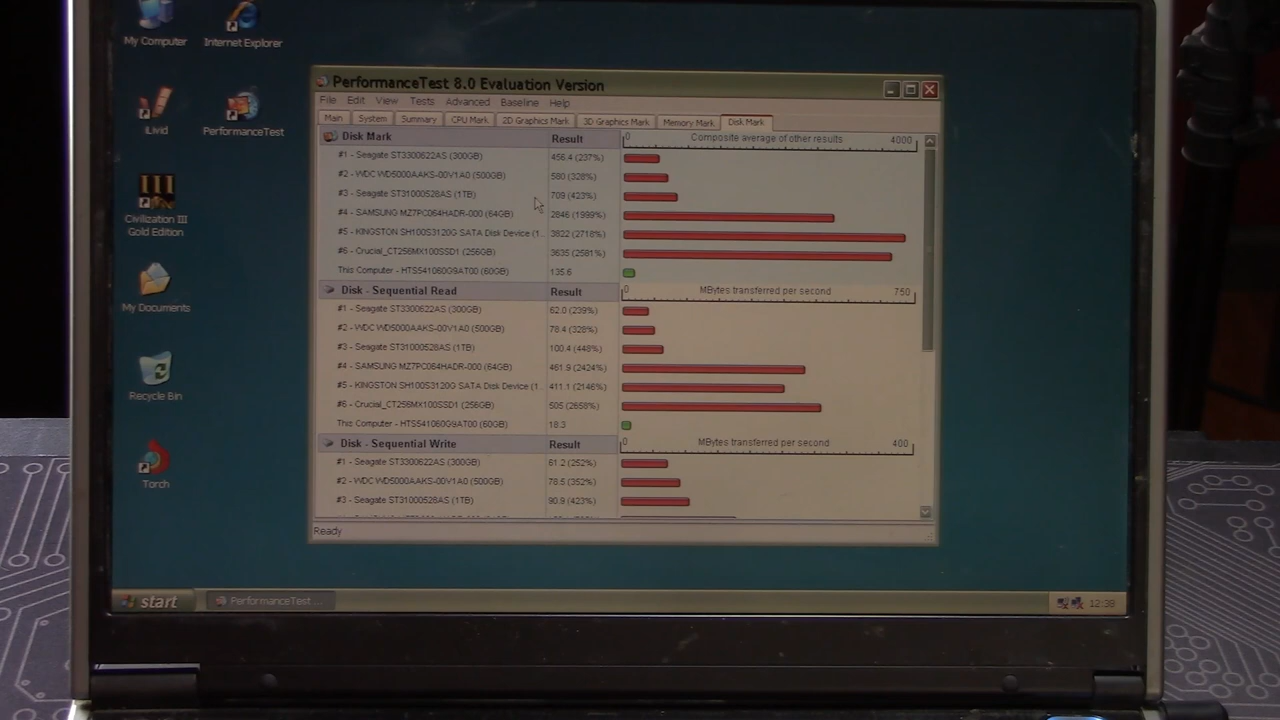 My Computer
Internet Explorer
iLivid
PerformanceTest
Civilization III
Gold Edition
My Documents
Recycle Bin
Torch
PerformanceTest 8.0 Evaluation Version
File Edit View Tests Advanced Baseline Help
Main System Summary CPU Mark 2D Graphics Mark 3D Graphics Mark Memory Mark Disk Mark
Disk Mark Result 0 Composite average of other results 4000
#1 - Seagate ST3300622AS (300GB) 456.4 (237%)
#2 - WDC WD5000AAKS-00V1A0 (500GB) 580 (328%)
#3 - Seagate ST31000528AS (1TB) 709 (423%)
#4 - SAMSUNG MZ7PC064HADR-000 (64GB) 2846 (1999%)
#5 - KINGSTON SH100S3120G SATA Disk Device (1... 3822 (2718%)
#6 - Crucial_CT256MX100SSD1 (256GB) 3635 (2581%)
This Computer - HTS541060G9AT00 (60GB) 135.6
Disk - Sequential Read Result 0 MBytes transferred per second 750
#1 - Seagate ST3300622AS (300GB) 62.0 (239%)
#2 - WDC WD5000AAKS-00V1A0 (500GB) 78.4 (328%)
#3 - Seagate ST31000528AS (1TB) 100.4 (448%)
#4 - SAMSUNG MZ7PC064HADR-000 (64GB) 461.9 (2424%)
#5 - KINGSTON SH100S3120G SATA Disk Device (1... 411.1 (2146%)
#6 - Crucial_CT256MX100SSD1 (256GB) 505 (2658%)
This Computer - HTS541060G9AT00 (60GB) 18.3
Disk - Sequential Write Result 0 MBytes transferred per second 400
#1 - Seagate ST3300622AS (300GB) 61.2 (252%)
#2 - WDC WD5000AAKS-00V1A0 (500GB) 78.5 (352%)
#3 - Seagate ST31000528AS (1TB) 90.9 (423%)
Ready
start PerformanceTest ... 12:38